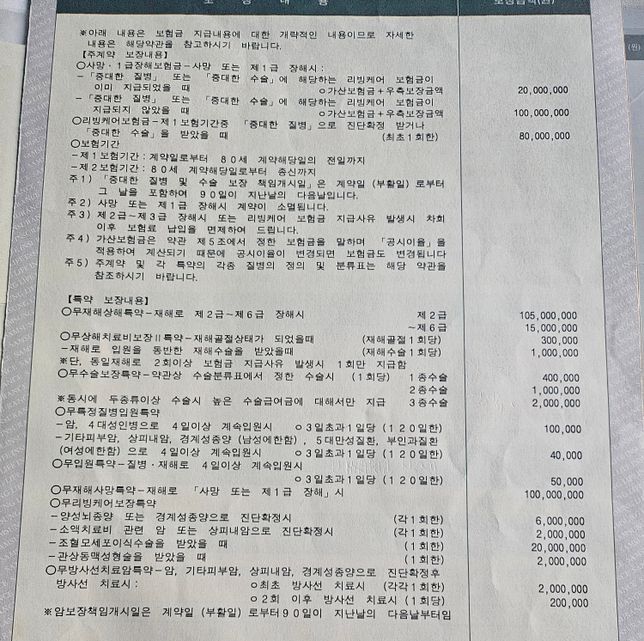 보 장 내 용 보장금액(원)
※아래 내용은 보험금 지급내용에 대한 개략적인 내용이므로 자세한
내용은 해당약관을 참고하시기 바랍니다.
【주계약 보장내용】
○사망·1급장해보험금-사망 또는 제1급 장해시:
-「중대한 질병」 또는 「중대한 수술」에 해당하는 리빙케어 보험금이
이미 지급되었을 때 ○가산보험금+우측보장금액 20,000,000
-「중대한 질병」 또는 「중대한 수술」에 해당하는 리빙케어 보험금이
지급되지 않았을 때 ○가산보험금+우측보장금액 100,000,000
○리빙케어보험금-제1보험기간중 「중대한 질병」으로 진단확정 받거나
「중대한 수술」을 받았을 때 (최초1회한) 80,000,000
○보험기간
-제1보험기간:계약일로부터 80세 계약해당일의 전일까지
-제2보험기간:80세 계약해당일로부터 종신까지
주1) 「중대한 질병 및 수술 보장 책임개시일」은 계약일(부활일)로부터
그 날을 포함하여 90일이 지난날의 다음날입니다.
주2) 사망 또는 제1급 장해시 계약이 소멸됩니다.
주3) 제2급~제3급 장해시 또는 리빙케어 보험금 지급사유 발생시 차회
이후 보험료 납입을 면제하여 드립니다.
주4) 가산보험금은 약관 제5조에서 정한 보험금을 말하며 「공시이율」을
적용하여 계산되기 때문에 공시이율이 변경되면 보험금도 변경됩니다
주5) 주계약 및 각 특약의 각종 질병의 정의 및 분류표는 해당 약관을
참조하시기 바랍니다.
【특약 보장내용】
○무재해상해특약-재해로 제2급~제6급 장해시 제2급 105,000,000
~제6급 15,000,000
○무상해치료비보장Ⅱ특약-재해골절상태가 되었을때 (재해골절1회당) 300,000
-재해로 입원을 동반한 재해수술을 받았을때 (재해수술1회당) 1,000,000
※단, 동일재해로 2회이상 보험금 지급사유 발생시 1회만 지급함
○무수술보장특약-약관상 수술분류표에서 정한 수술시 (1회당) 1종수술 400,000
2종수술 1,000,000
※동시에 두종류이상 수술시 높은 수술급여금에 대해서만 지급 3종수술 2,000,000
○무특정질병입원특약
-암, 4대성인병으로 4일이상 계속입원시 ○3일초과1일당(120일한) 100,000
-기타피부암, 상피내암, 경계성종양(남성에한함), 5대만성질환, 부인과질환
(여성에한함)으로 4일이상 계속입원시 ○3일초과1일당(120일한) 40,000
○무입원특약-질병·재해로 4일이상 계속입원시
○3일초과1일당(120일한) 50,000
○무재해사망특약-재해로 「사망 또는 제1급 장해」시 100,000,000
○무리빙케어보장특약
-양성뇌종양 또는 경계성종양으로 진단확정시 (각1회한) 6,000,000
-소액치료비 관련 암 또는 상피내암으로 진단확정시 (각1회한) 2,000,000
-조혈모세포이식수술을 받았을 때 (1회한) 20,000,000
-관상동맥성형술을 받았을 때 (1회한) 2,000,000
○무방사선치료암특약-암, 기타피부암, 상피내암, 경계성종양으로 진단확정후
방사선 치료시: ○최초 방사선 치료시 (각각1회한) 2,000,000
○2회 이후 방사선 치료시(1회당) 200,000
※암보장책임개시일은 계약일(부활일)로부터90일이 지난날의 다음날부터임
(원)